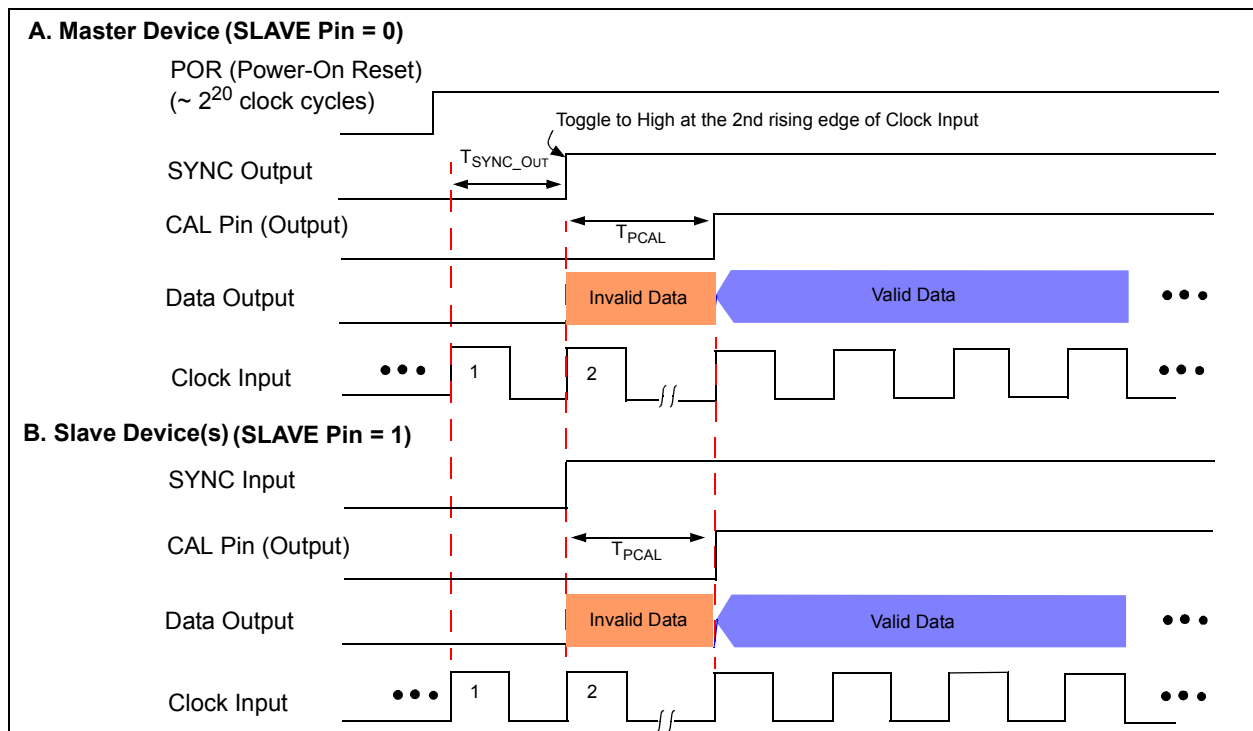 A. Master Device (SLAVE Pin = 0)
POR (Power-On Reset)
(~ 2²⁰ clock cycles)
Toggle to High at the 2nd rising edge of Clock Input
TSYNC_OUT
SYNC Output
CAL Pin (Output)
TPCAL
Data Output
Invalid Data
Valid Data
Clock Input
1
2
B. Slave Device(s) (SLAVE Pin = 1)
SYNC Input
CAL Pin (Output)
TPCAL
Data Output
Invalid Data
Valid Data
Clock Input
1
2